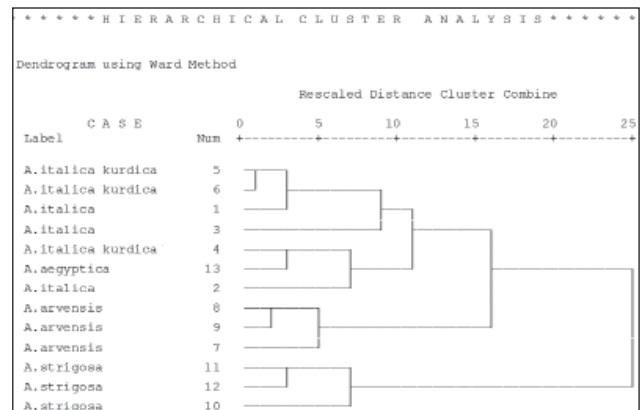 * * * * * * H I E R A R C H I C A L   C L U S T E R   A N A L Y S I S * * * * * *
Dendrogram using Ward Method
Rescaled Distance Cluster Combine
C A S E 0 5 10 15 20 25
Label Num
A.italica kurdica 5
A.italica kurdica 6
A.italica 1
A.italica 3
A.italica kurdica 4
A.aegyptica 13
A.italica 2
A.arvensis 8
A.arvensis 9
A.arvensis 7
A.strigosa 11
A.strigosa 12
A.strigosa 10